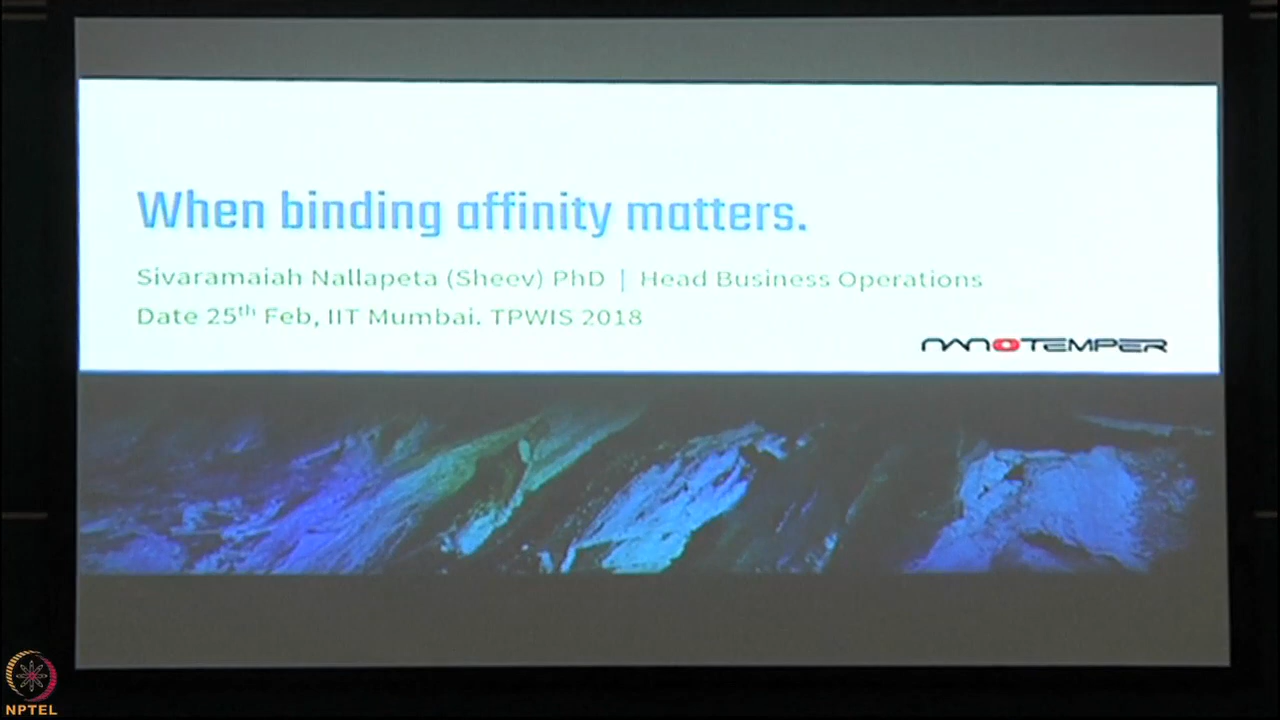 When binding affinity matters.
Sivaramaiah Nallapeta (Sheev) PhD | Head Business Operations
Date 25th Feb, IIT Mumbai. TPWIS 2018
NANOTEMPER
NPTEL